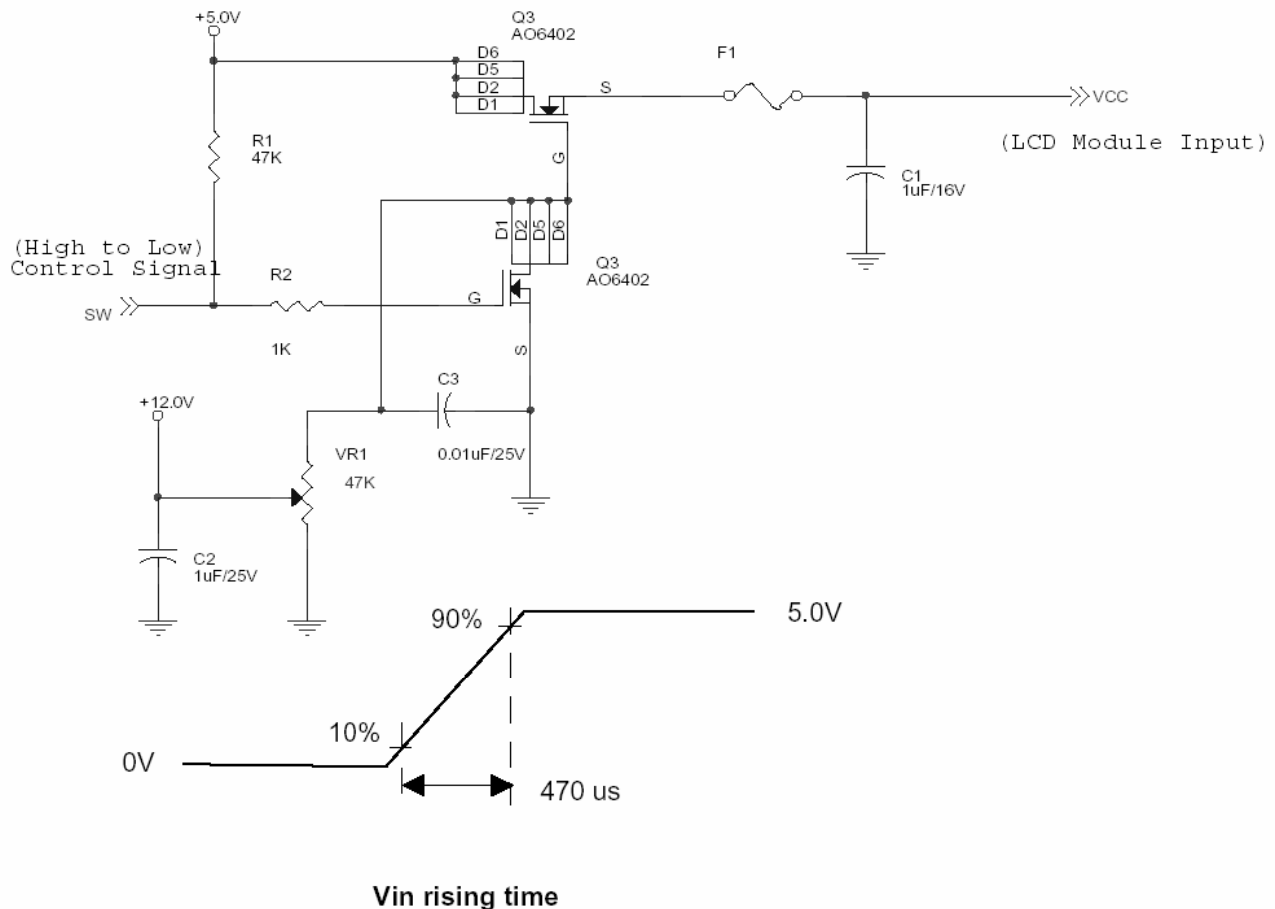 +5.0V
Q3
AO6402
D6
D5
D2
D1
S
F1
VCC
(LCD Module Input)
R1
47K
G
C1
1uF/16V
D1
D2
D5
D6
(High to Low)
Control Signal
SW
R2
1K
G
Q3
AO6402
S
+12.0V
C3
0.01uF/25V
VR1
47K
C2
1uF/25V
90%
5.0V
10%
0V
470 us
Vin rising time